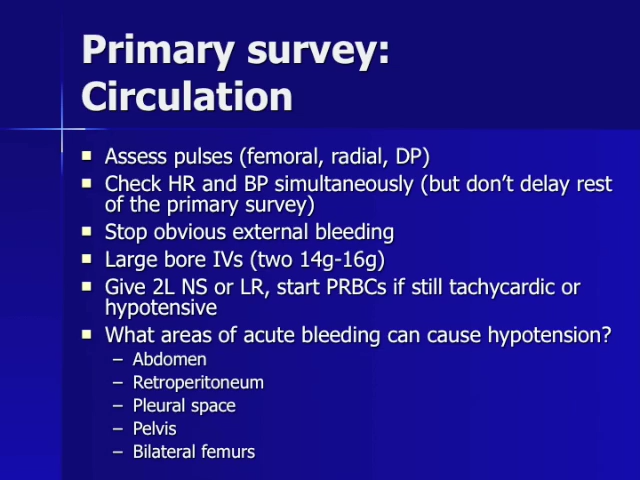 Primary survey:
Circulation
■ Assess pulses (femoral, radial, DP)
■ Check HR and BP simultaneously (but don't delay rest
of the primary survey)
■ Stop obvious external bleeding
■ Large bore IVs (two 14g-16g)
■ Give 2L NS or LR, start PRBCs if still tachycardic or
hypotensive
■ What areas of acute bleeding can cause hypotension?
– Abdomen
– Retroperitoneum
– Pleural space
– Pelvis
– Bilateral femurs